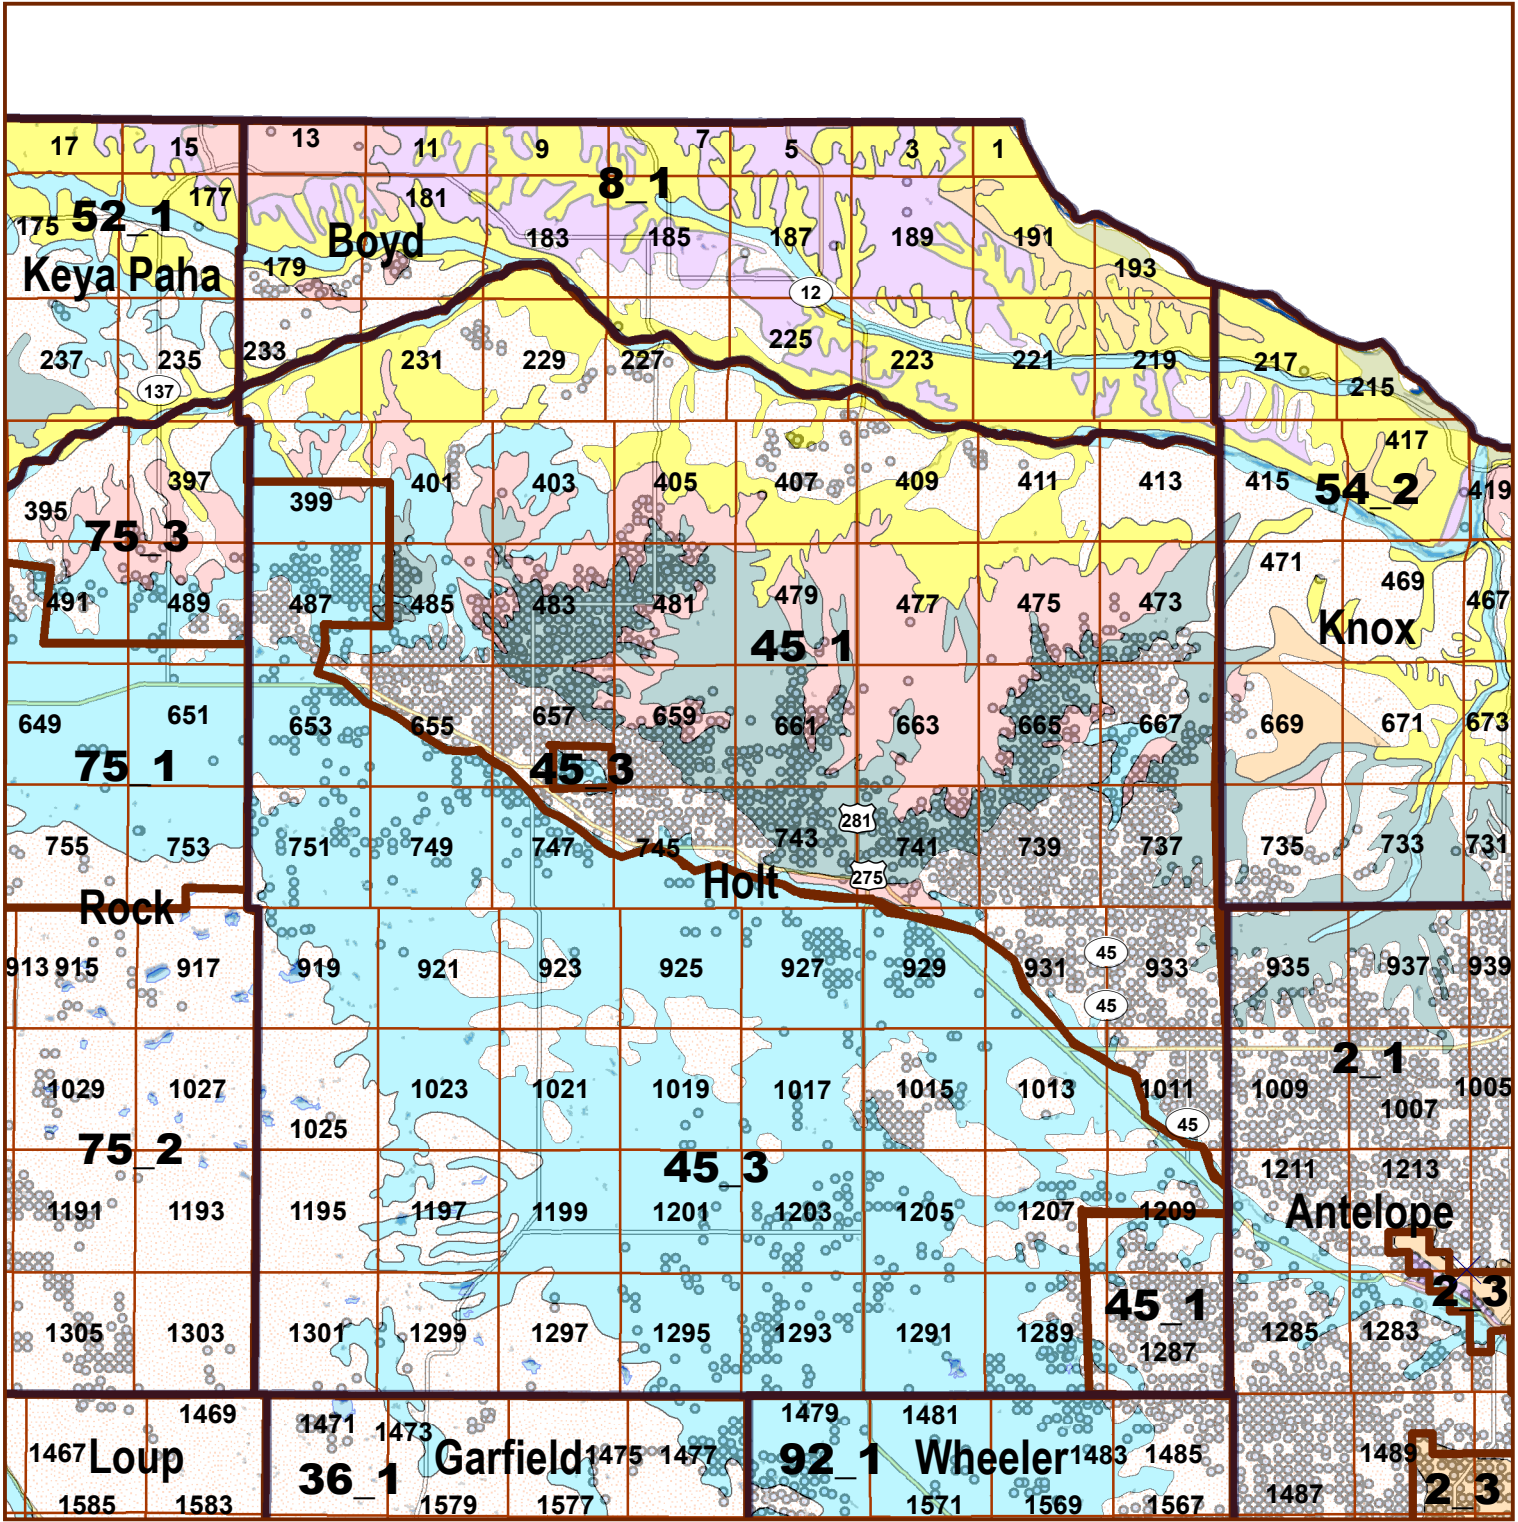 17 15 13 11 9 7 5 3 1
175 52_1 177 181 8_1
Boyd 183 185 187 189 191
Keya Paha 179 193
12
237 235 233 231 229 227 225 223 221 219 217 215
137
395 397 399 401 403 405 407 409 411 413 415 54_2 417 419
75_3
491 489 487 485 483 481 479 477 475 473 471 469 467
45_1 Knox
649 651 653 655 657 659 661 663 665 667 669 671 673
75_1 45_3
281
755 753 751 749 747 745 743 741 739 737 735 733 731
275
Rock Holt
45
913 915 917 919 921 923 925 927 929 931 933 935 937 939
45
2_1
1029 1027 1025 1023 1021 1019 1017 1015 1013 1011 1009 1007 1005
45
75_2 45_3
1191 1193 1195 1197 1199 1201 1203 1205 1207 1209 1211 1213
Antelope
45_1 2_3
1305 1303 1301 1299 1297 1295 1293 1291 1289 1287 1285 1283
1469 1471 1473 1479 1481
1467 Loup 36_1 Garfield 1475 1477 92_1 Wheeler 1483 1485 1489
1585 1583 1579 1577 1571 1569 1567 1487 2_3